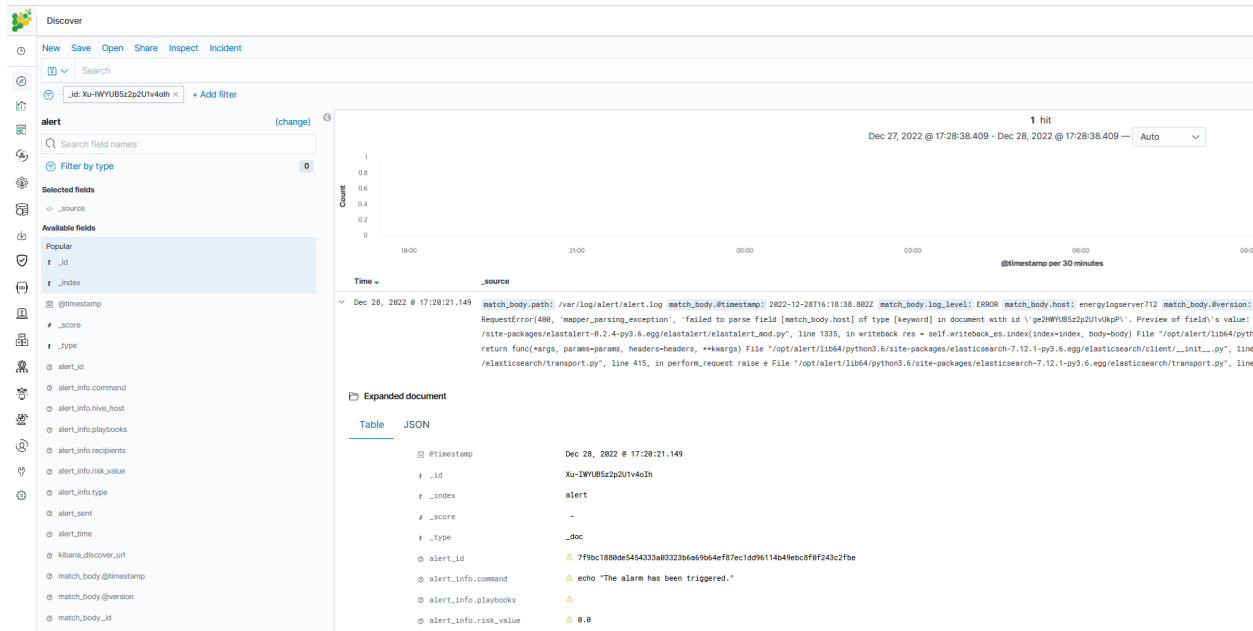 Discover
New Save Open Share Inspect Incident
Search
_id: Xu-IWYUB5z2p2U1v4oIh × + Add filter
alert (change)
Search field names
Filter by type 0
Selected fields
_source
Available fields
Popular
t _id
t _index
@timestamp
# _score
t _type
alert_id
alert_info.command
alert_info.hive_host
alert_info.playbooks
alert_info.recipients
alert_info.risk_value
alert_info.type
alert_sent
alert_time
kibana_discover_url
match_body.@timestamp
match_body.@version
match_body._id
1 hit
Dec 27, 2022 @ 17:28:38.409 - Dec 28, 2022 @ 17:28:38.409 — Auto
Count
1
0.8
0.6
0.4
0.2
0
18:00 21:00 00:00 03:00 06:00 09:0
@timestamp per 30 minutes
Time _source
Dec 28, 2022 @ 17:20:21.149 match_body.path: /var/log/alert/alert.log match_body.@timestamp: 2022-12-28T16:18:38.802Z match_body.log_level: ERROR match_body.host: energylogserver712 match_body.@version:
RequestError(400, 'mapper_parsing_exception', 'failed to parse field [match_body.host] of type [keyword] in document with id \'ge2HWYUB5z2p2U1vUkpP\'. Preview of field\'s value:
/site-packages/elastalert-0.2.4-py3.6.egg/elastalert/elastalert_mod.py", line 1335, in writeback res = self.writeback_es.index(index=index, body=body) File "/opt/alert/lib64/pyth
return func(*args, params=params, headers=headers, **kwargs) File "/opt/alert/lib64/python3.6/site-packages/elasticsearch-7.12.1-py3.6.egg/elasticsearch/client/__init__.py", line
/elasticsearch/transport.py", line 415, in perform_request raise e File "/opt/alert/lib64/python3.6/site-packages/elasticsearch-7.12.1-py3.6.egg/elasticsearch/transport.py", line
Expanded document
Table JSON
@timestamp Dec 28, 2022 @ 17:20:21.149
t _id Xu-IWYUB5z2p2U1v4oIh
t _index alert
# _score -
t _type _doc
alert_id 7f9bc1880de5454333a03323b6a69b64ef87ec1dd96114b49ebc8f0f243c2fbe
alert_info.command echo "The alarm has been triggered."
alert_info.playbooks
alert_info.risk_value 0.0